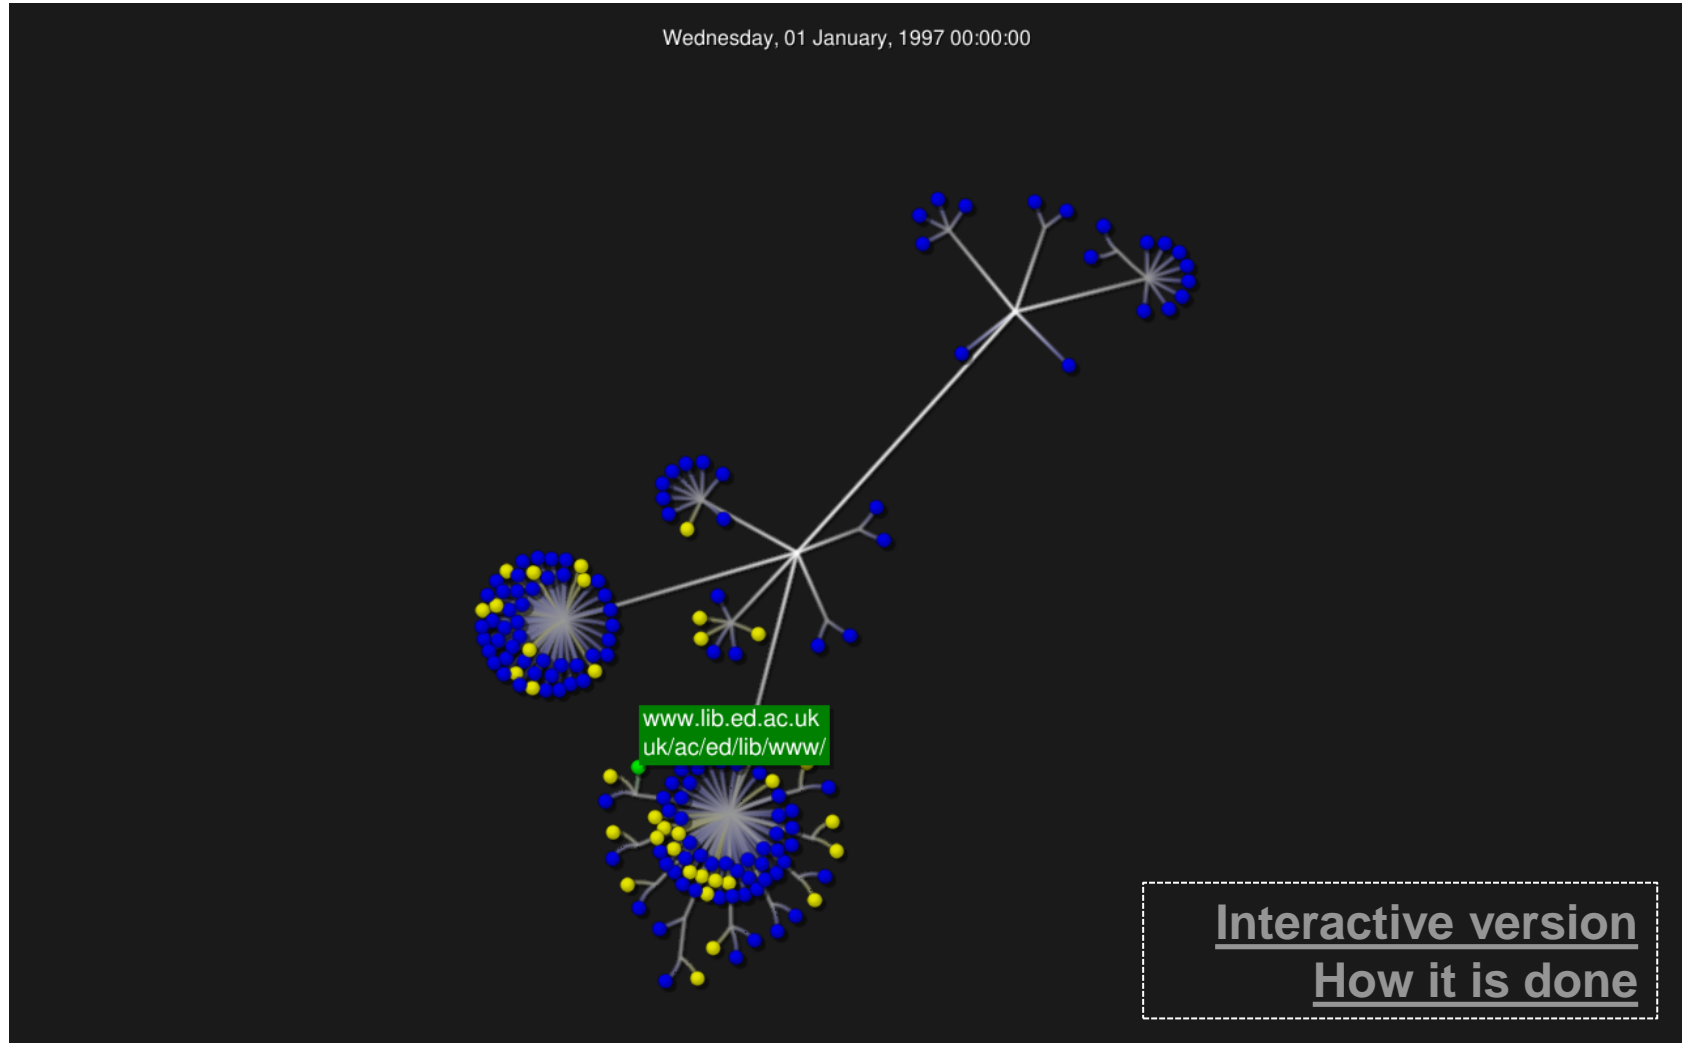 Wednesday, 01 January, 1997 00:00:00
www.lib.ed.ac.uk
uk/ac/ed/lib/www/
Interactive version
How it is done